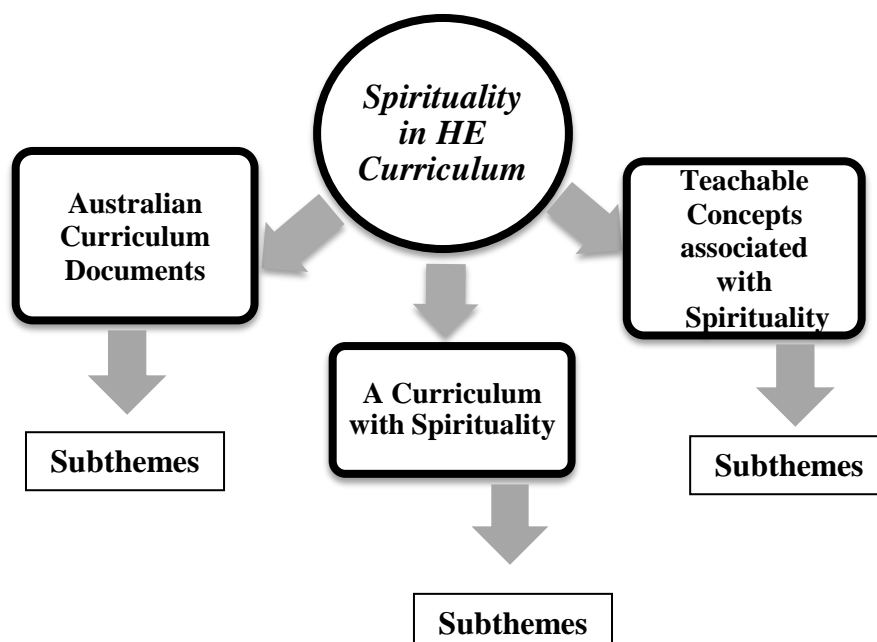 Spirituality
in HE
Curriculum
Australian
Curriculum
Documents
Teachable
Concepts
associated
with
Spirituality
A Curriculum
with Spirituality
Subthemes
Subthemes
Subthemes